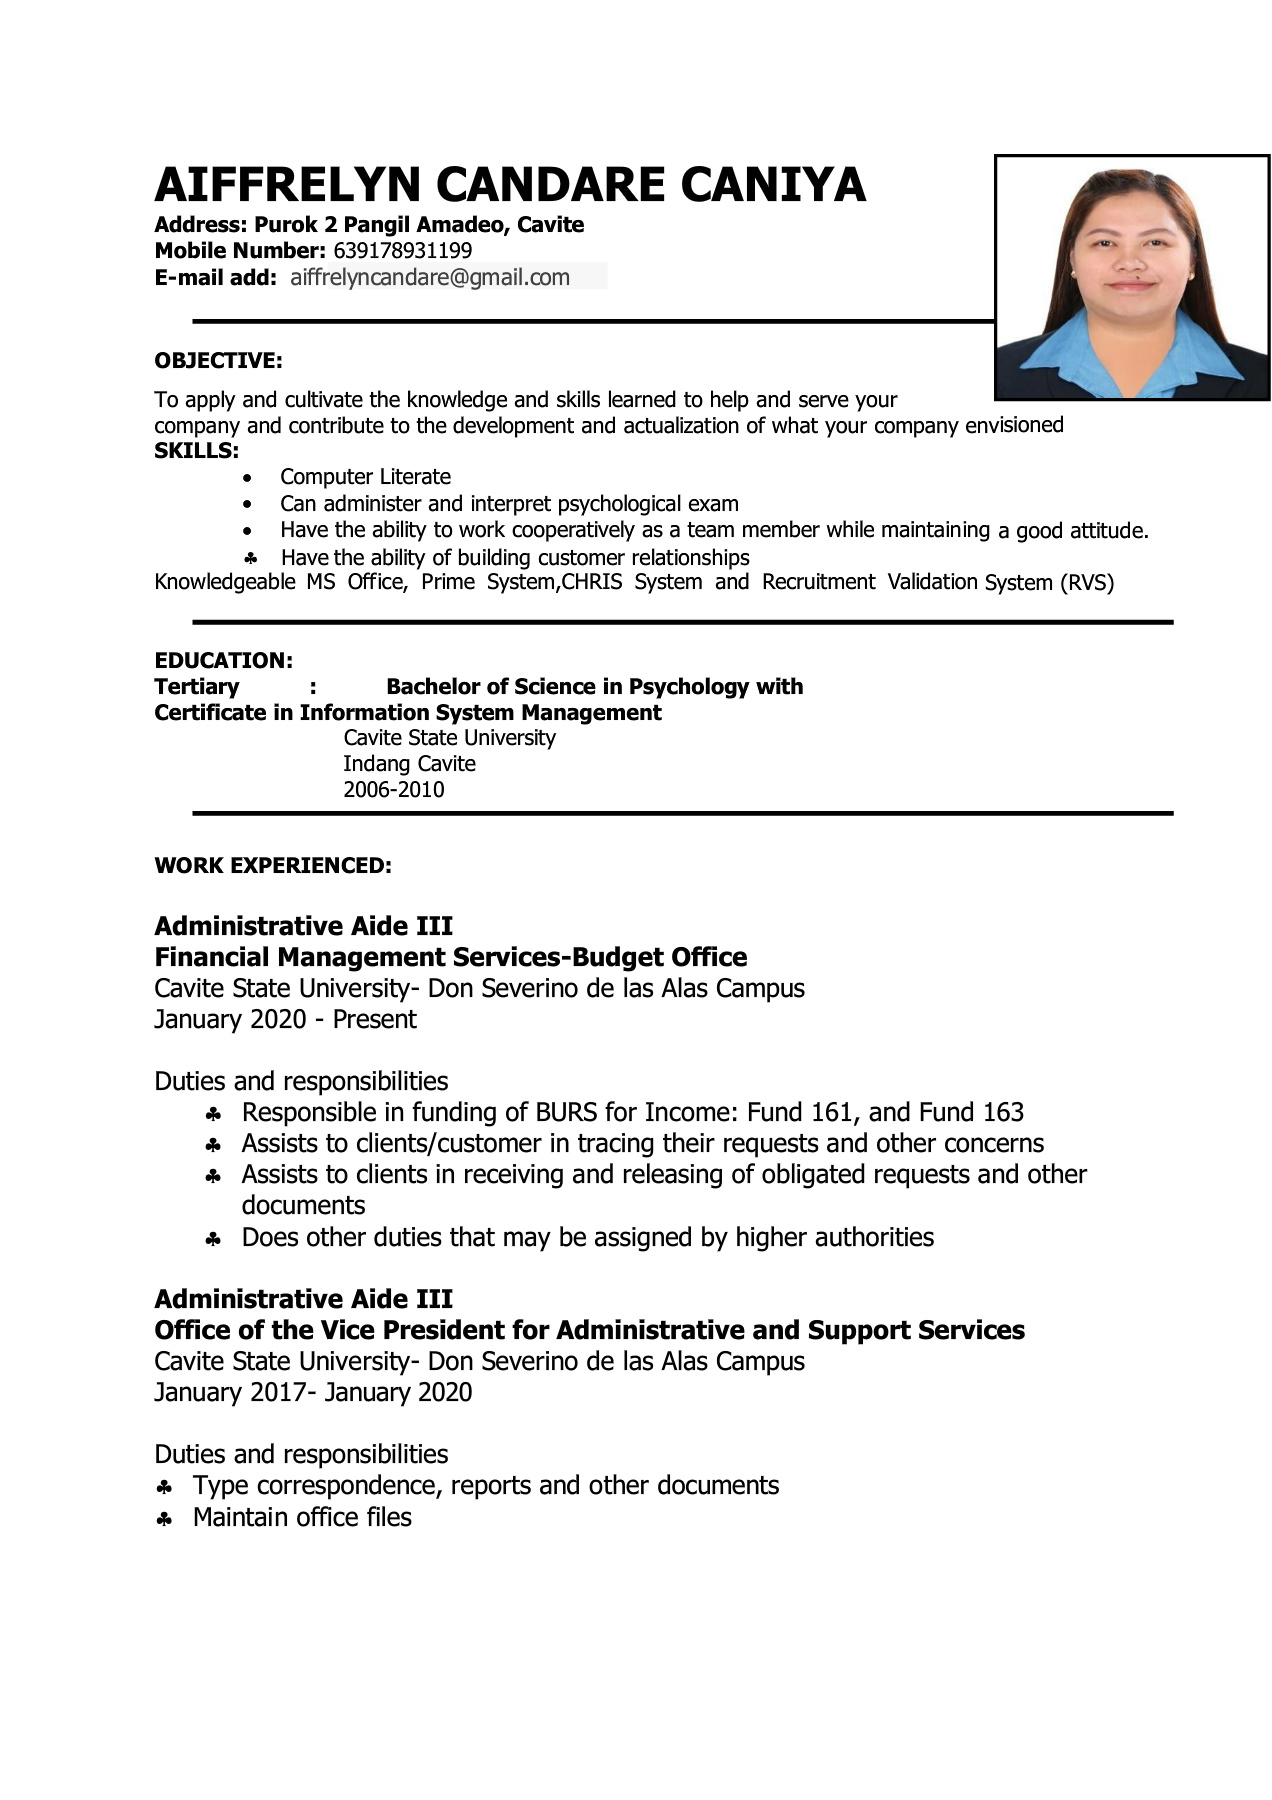 AIFFRELYN CANDARE CANIYA
Address: Purok 2 Pangil Amadeo, Cavite
Mobile Number: 639178931199
E-mail add: aiffrelyncandare@gmail.com
OBJECTIVE:
To apply and cultivate the knowledge and skills learned to help and serve your
company and contribute to the development and actualization of what your company envisioned
SKILLS:
• Computer Literate
• Can administer and interpret psychological exam
• Have the ability to work cooperatively as a team member while maintaining a good attitude.
♣ Have the ability of building customer relationships
Knowledgeable MS Office, Prime System,CHRIS System and Recruitment Validation System (RVS)
EDUCATION:
Tertiary : Bachelor of Science in Psychology with
Certificate in Information System Management
Cavite State University
Indang Cavite
2006-2010
WORK EXPERIENCED:
Administrative Aide III
Financial Management Services-Budget Office
Cavite State University- Don Severino de las Alas Campus
January 2020 - Present
Duties and responsibilities
♣ Responsible in funding of BURS for Income: Fund 161, and Fund 163
♣ Assists to clients/customer in tracing their requests and other concerns
♣ Assists to clients in receiving and releasing of obligated requests and other
documents
♣ Does other duties that may be assigned by higher authorities
Administrative Aide III
Office of the Vice President for Administrative and Support Services
Cavite State University- Don Severino de las Alas Campus
January 2017- January 2020
Duties and responsibilities
♣ Type correspondence, reports and other documents
♣ Maintain office files